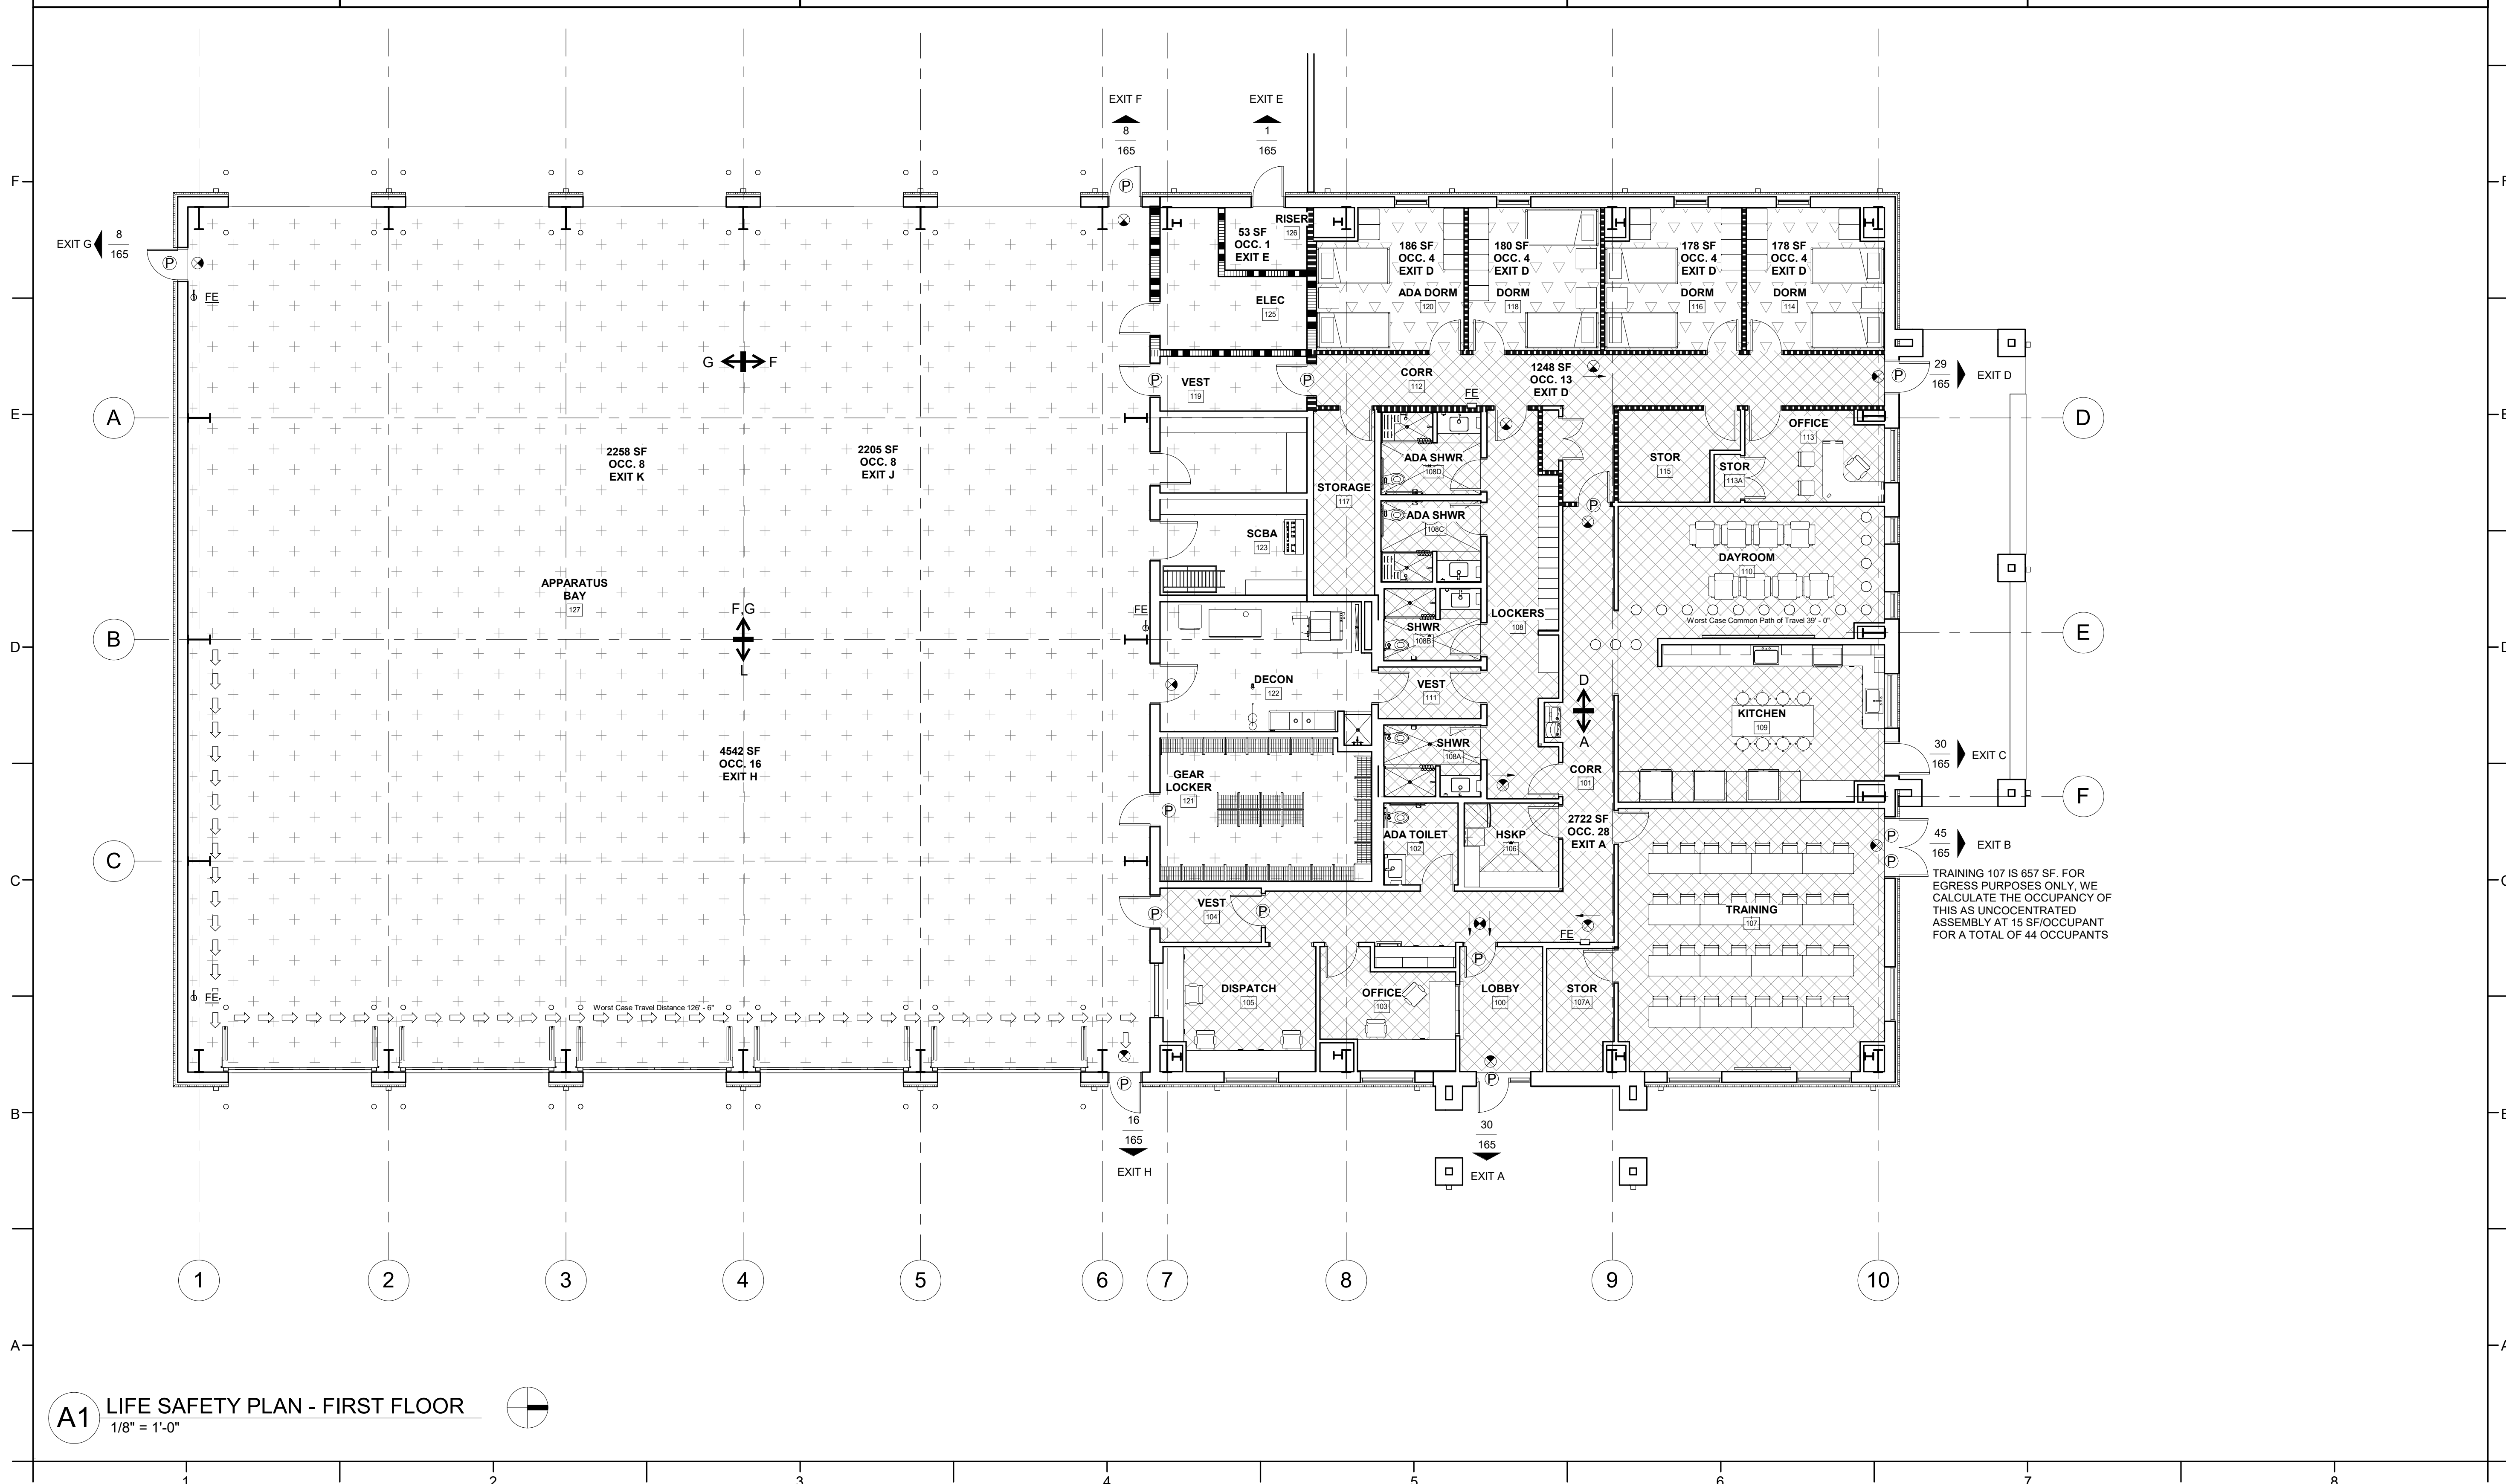 EXIT F
8
165
EXIT E
1
165
F
F
EXIT G
8
165
P
P
FE
RISER
126
53 SF
OCC. 1
EXIT E
ELEC
125
186 SF
OCC. 4
EXIT D
ADA DORM
120
180 SF
OCC. 4
EXIT D
DORM
118
178 SF
OCC. 4
EXIT D
DORM
116
178 SF
OCC. 4
EXIT D
DORM
114
G
F
P
VEST
119
P
CORR
112
FE
1248 SF
OCC. 13
EXIT D
P
29
165
EXIT D
E
A
D
E
2258 SF
OCC. 8
EXIT K
2205 SF
OCC. 8
EXIT J
STORAGE
117
ADA SHWR
108D
STOR
115
STOR
113A
OFFICE
113
SCBA
123
ADA SHWR
108C
P
DAYROOM
110
APPARATUS
BAY
127
F,G
L
FE
SHWR
108B
LOCKERS
108
Worst Case Common Path of Travel 39' - 0"
B
E
D
D
DECON
122
VEST
111
D
A
KITCHEN
109
4542 SF
OCC. 16
EXIT H
GEAR
LOCKER
121
P
SHWR
108A
CORR
101
30
165
EXIT C
F
ADA TOILET
102
HSKP
106
2722 SF
OCC. 28
EXIT A
P
P
45
165
EXIT B
C
C
C
TRAINING 107 IS 657 SF. FOR
EGRESS PURPOSES ONLY, WE
CALCULATE THE OCCUPANCY OF
THIS AS UNCOCENTRATED
ASSEMBLY AT 15 SF/OCCUPANT
FOR A TOTAL OF 44 OCCUPANTS
P
VEST
104
P
FE
TRAINING
107
P
FE
DISPATCH
105
OFFICE
103
LOBBY
100
STOR
107A
Worst Case Travel Distance 126' - 6"
P
P
B
B
16
165
EXIT H
30
165
EXIT A
1
2
3
4
5
6
7
8
9
10
A
A
A1
LIFE SAFETY PLAN - FIRST FLOOR
1/8" = 1'-0"
1
2
3
4
5
6
7
8